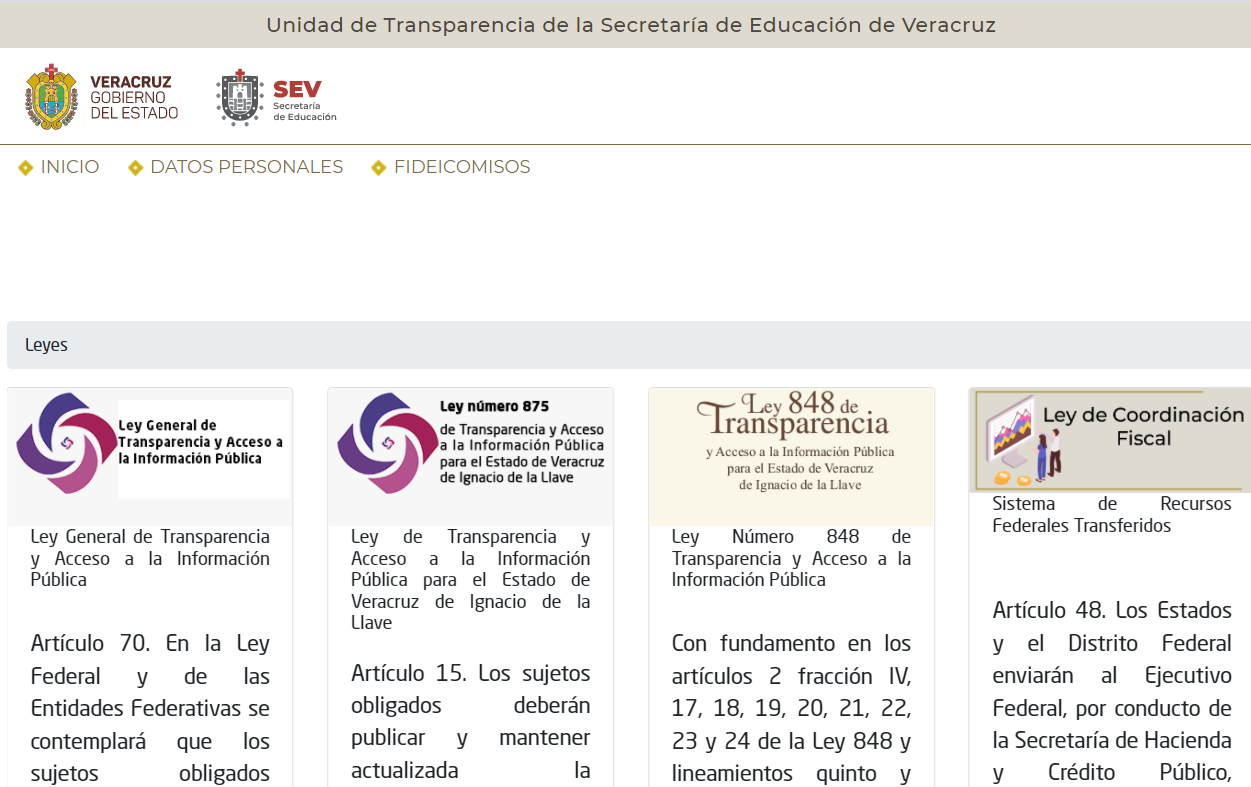 Unidad de Transparencia de la Secretaría de Educación de Veracruz
VERACRUZ
GOBIERNO
DEL ESTADO
SEV
Secretaría
de Educación
INICIO
DATOS PERSONALES
FIDEICOMISOS
Leyes
Ley General de
Transparencia y Acceso a
la Información Pública
Ley General de Transparencia
y Acceso a la Información
Pública
Artículo 70. En la Ley
Federal y de las
Entidades Federativas se
contemplará que los
sujetos obligados
Ley número 875
de Transparencia y Acceso
a la Información Pública
para el Estado de Veracruz
de Ignacio de la Llave
Ley de Transparencia y
Acceso a la Información
Pública para el Estado de
Veracruz de Ignacio de la
Llave
Artículo 15. Los sujetos
obligados deberán
publicar y mantener
actualizada la
Ley 848 de
Transparencia
y Acceso a la Información Pública
para el Estado de Veracruz
de Ignacio de la Llave
Ley Número 848 de
Transparencia y Acceso a la
Información Pública
Con fundamento en los
artículos 2 fracción IV,
17, 18, 19, 20, 21, 22,
23 y 24 de la Ley 848 y
lineamientos quinto y
Ley de Coordinación
Fiscal
Sistema de Recursos
Federales Transferidos
Artículo 48. Los Estados
y el Distrito Federal
enviarán al Ejecutivo
Federal, por conducto de
la Secretaría de Hacienda
y Crédito Público,